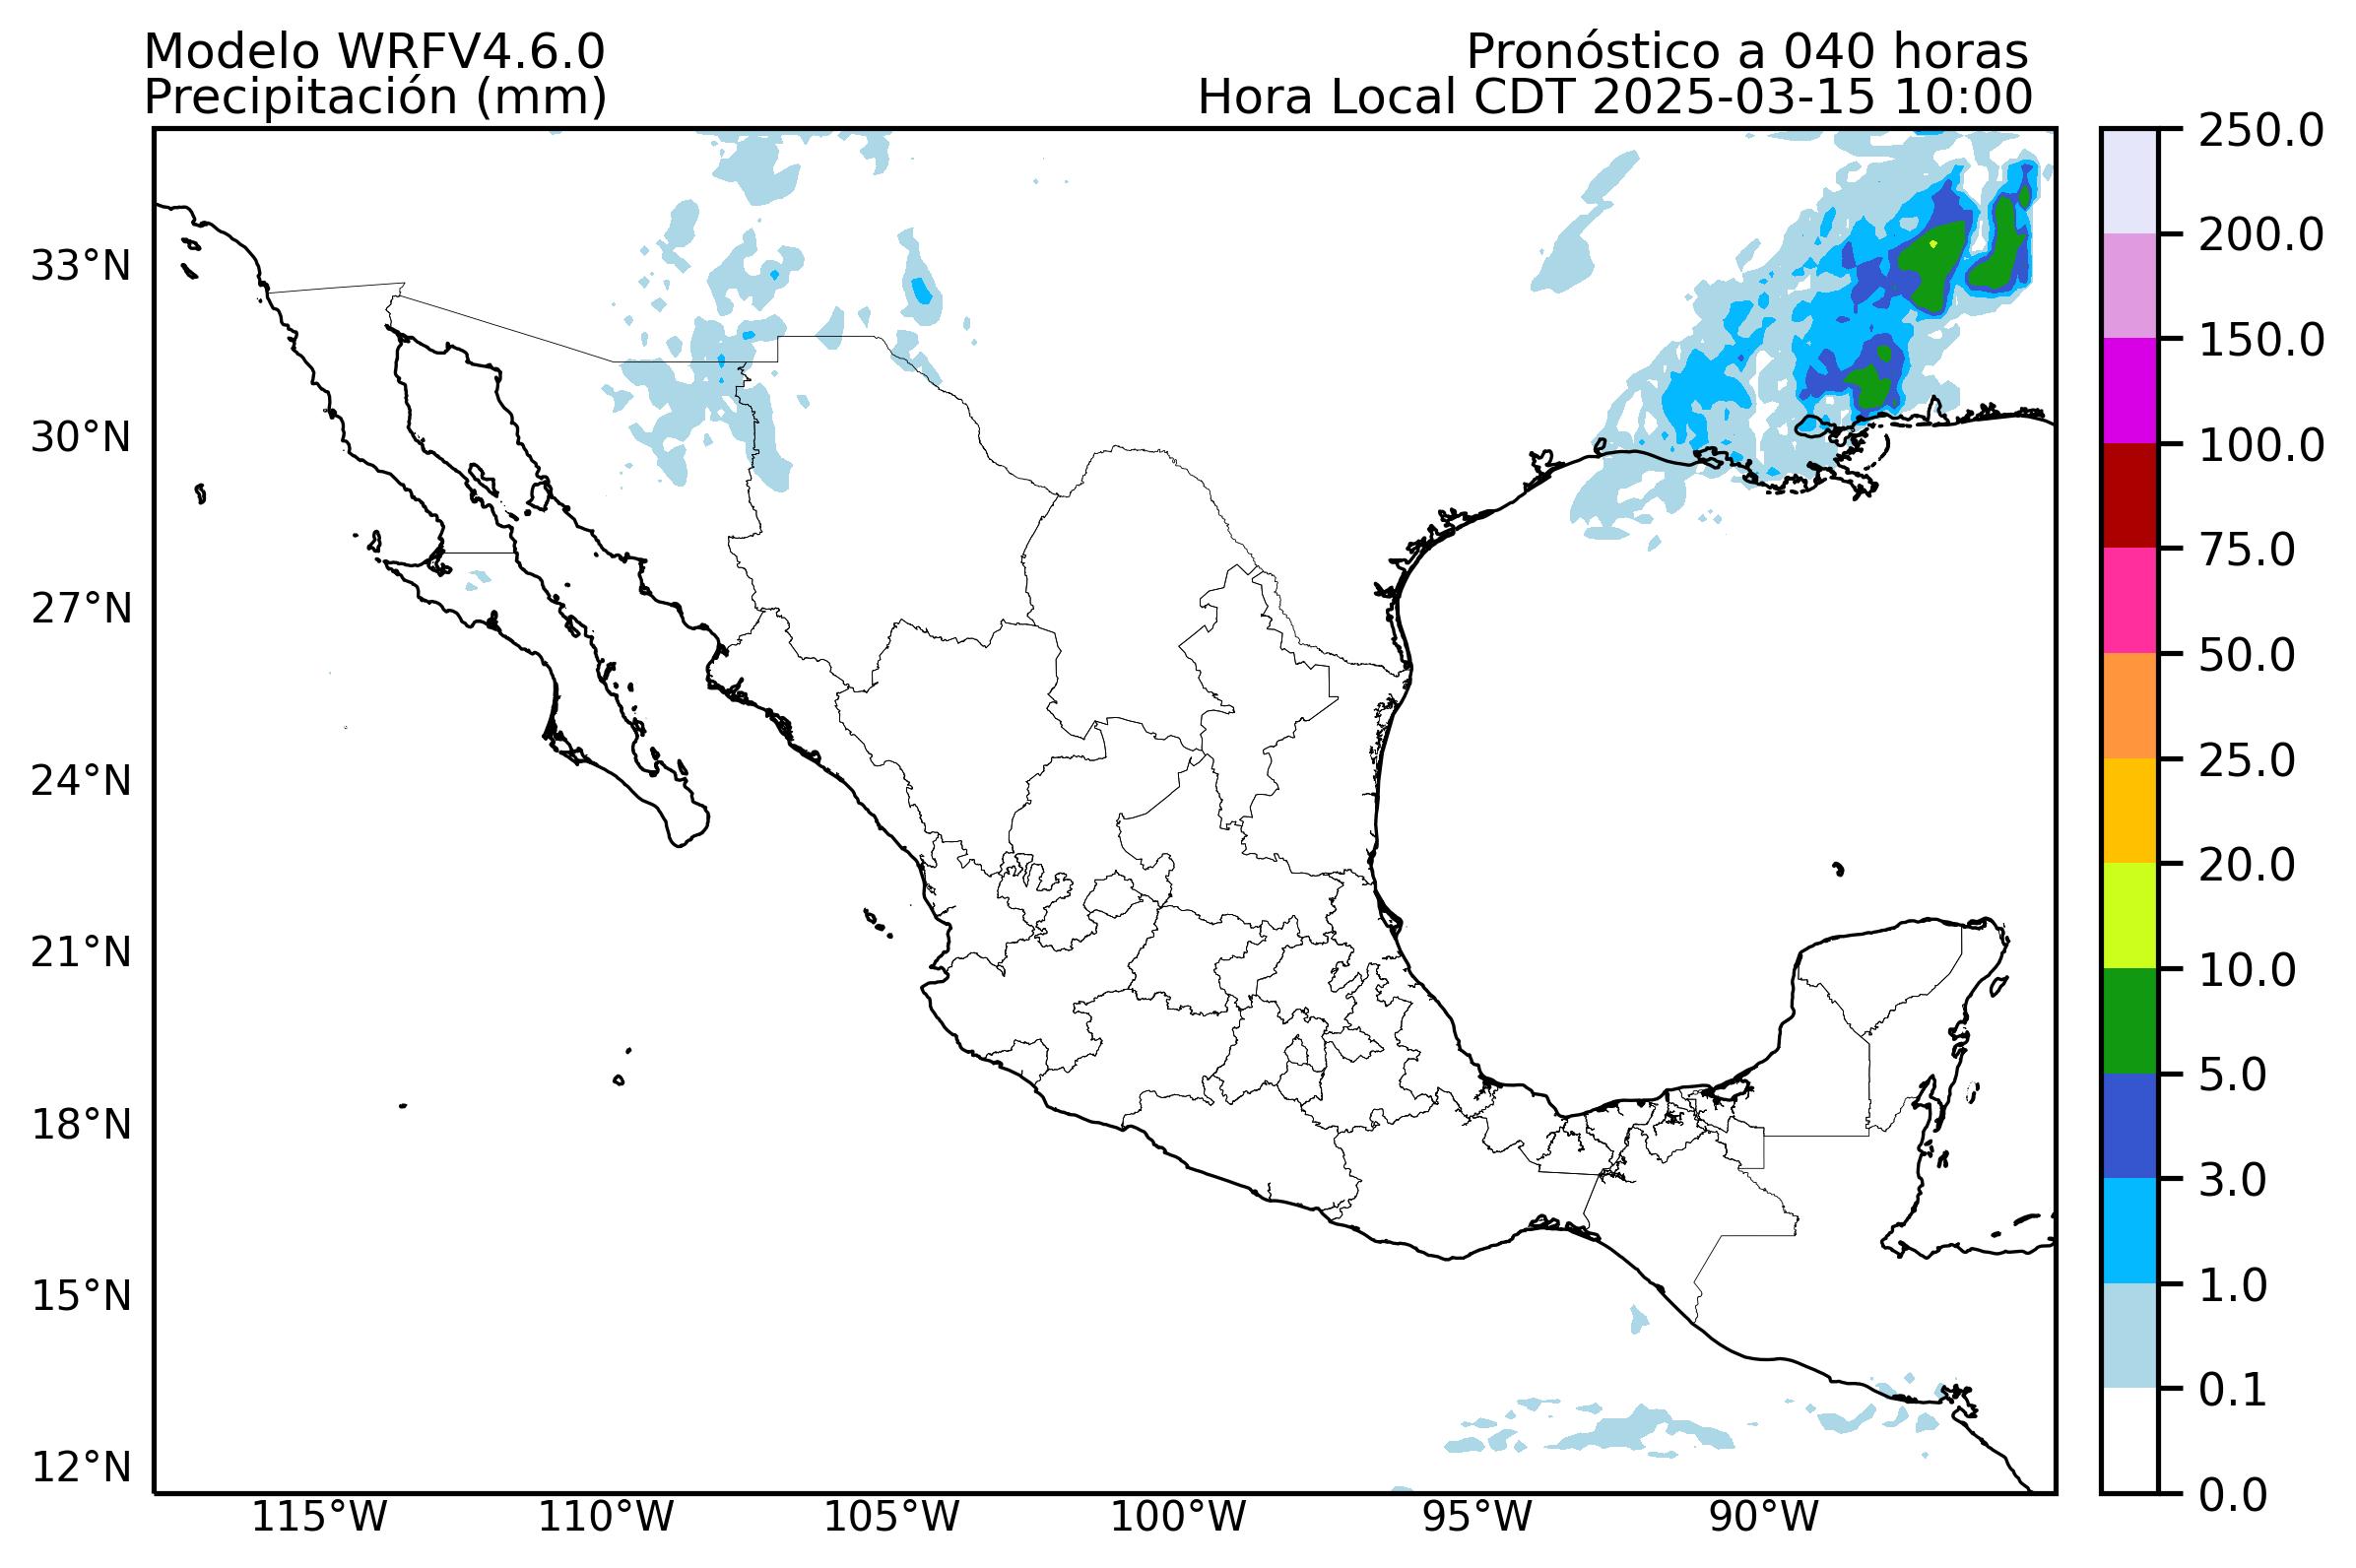 Modelo WRFV4.6.0
Pronóstico a 040 horas
Precipitación (mm)
Hora Local CDT 2025-03-15 10:00
33°N
30°N
27°N
24°N
21°N
18°N
15°N
12°N
115°W
110°W
105°W
100°W
95°W
90°W
250.0
200.0
150.0
100.0
75.0
50.0
25.0
20.0
10.0
5.0
3.0
1.0
0.1
0.0